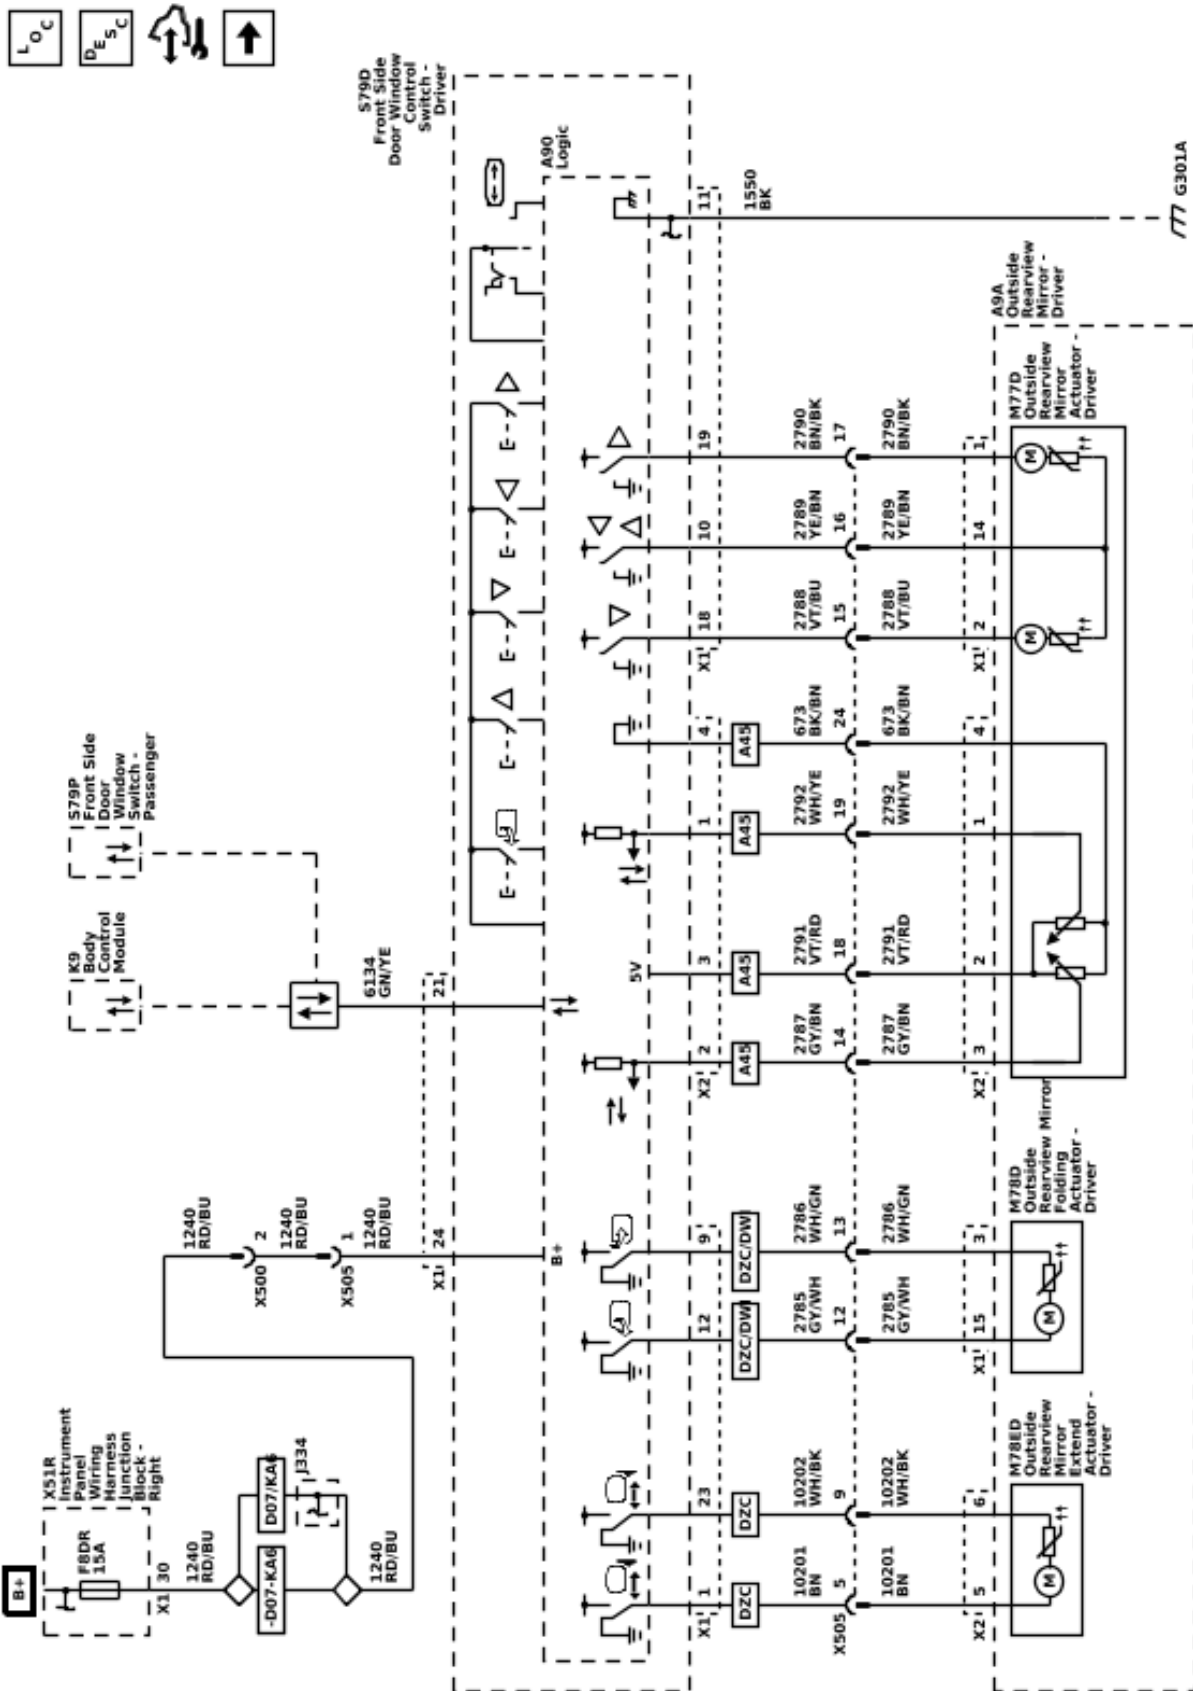 LOC
DESC
B+
X51R
Instrument
Panel
Wiring
Harness
Junction
Block -
Right
F8DR
15A
X1 30
1240
RD/BU
-D07-KA6
D07/KA6
J334
1240
RD/BU
1240
RD/BU
X500 2
1240
RD/BU
X505 1
1240
RD/BU
X1 24
21
K9
Body
Control
Module
S79P
Front Side
Door
Window
Switch -
Passenger
6134
GN/YE
S79D
Front Side
Door Window
Control
Switch -
Driver
A90
Logic
B+
5V
X1 1
23
12
9
X2 2
3
1
4
X1 18
10
19
11
DZC
DZC
DZC/DWI
DZC/DWI
A45
A45
A45
A45
10201
BN
10202
WH/BK
2785
GY/WH
2786
WH/GN
2787
GY/BN
2791
VT/RD
2792
WH/YE
673
BK/BN
2788
VT/BU
2789
YE/BN
2790
BN/BK
1550
BK
X505 5
9
12
13
14
18
19
24
15
16
17
10201
BN
10202
WH/BK
2785
GY/WH
2786
WH/GN
2787
GY/BN
2791
VT/RD
2792
WH/YE
673
BK/BN
2788
VT/BU
2789
YE/BN
2790
BN/BK
X2 5
6
X1 15
3
X2 3
2
1
4
X1 2
14
1
M78ED
Outside
Rearview
Mirror
Extend
Actuator -
Driver
M
M78D
Outside
Rearview Mirror
Folding
Actuator -
Driver
M
M77D
Outside
Rearview
Mirror
Actuator -
Driver
M
M
A9A
Outside
Rearview
Mirror -
Driver
G301A